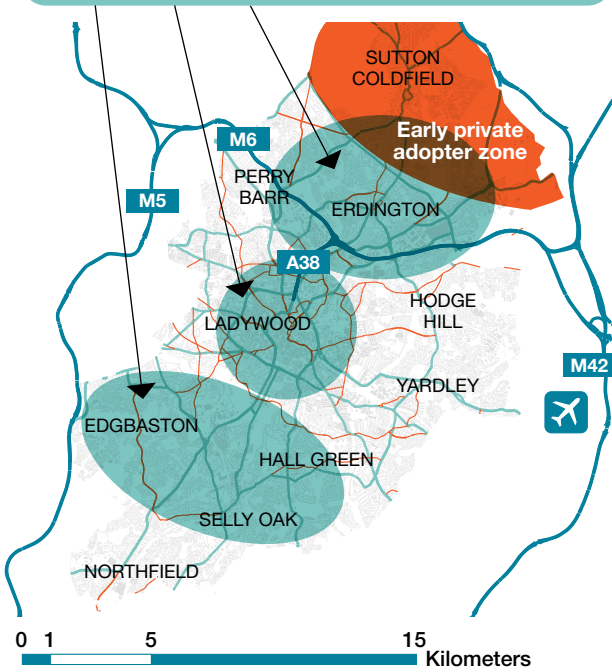 SUTTON
COLDFIELD
Early private
adopter zone
M6
PERRY
BARR
M5
ERDINGTON
A38
HODGE
HILL
LADYWOOD
M42
YARDLEY
EDGBASTON
HALL GREEN
SELLY OAK
NORTHFIELD
0 1 5 15
Kilometers